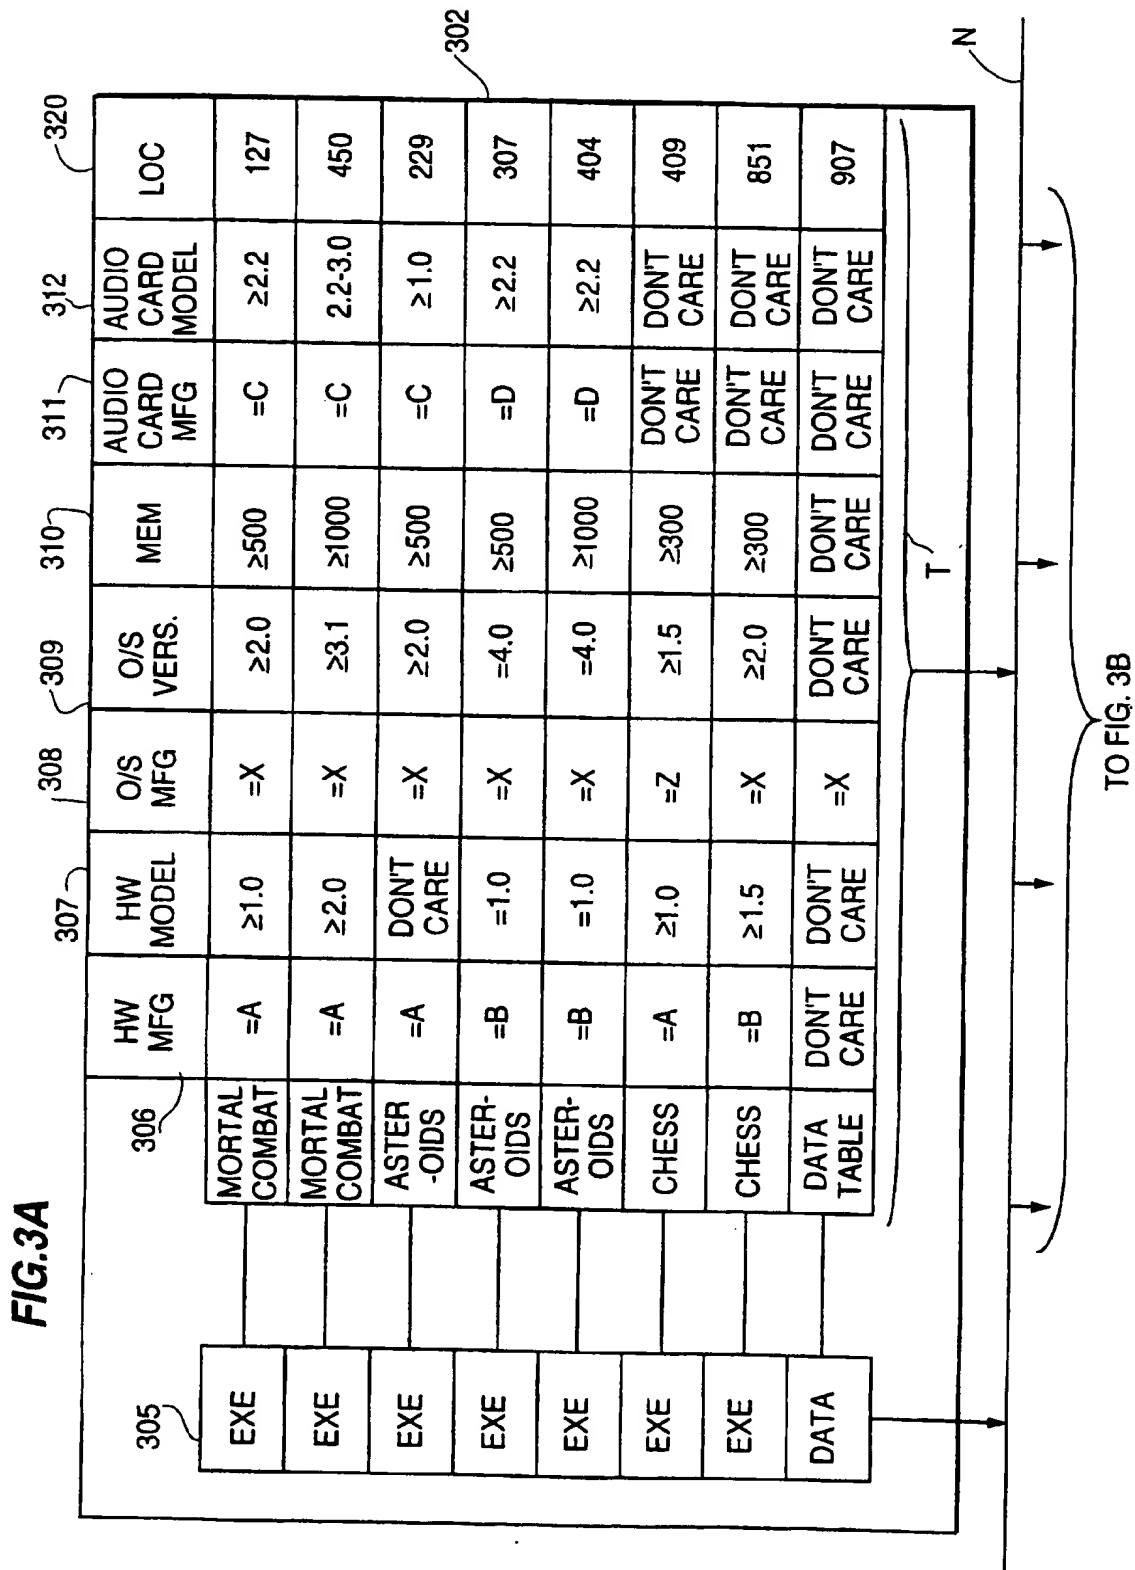 FIG.3A
305
306
307
308
309
310
311
312
320
HW
MFG
HW
MODEL
O/S
MFG
O/S
VERS.
MEM
AUDIO
CARD
MFG
AUDIO
CARD
MODEL
LOC
302
EXE
MORTAL
COMBAT
=A
≥1.0
=X
≥2.0
≥500
=C
≥2.2
127
EXE
MORTAL
COMBAT
=A
≥2.0
=X
≥3.1
≥1000
=C
2.2-3.0
450
EXE
ASTER
-OIDS
=A
DON'T
CARE
=X
≥2.0
≥500
=C
≥1.0
229
EXE
ASTER-
OIDS
=B
=1.0
=X
=4.0
≥500
=D
≥2.2
307
EXE
ASTER-
OIDS
=B
=1.0
=X
=4.0
≥1000
=D
≥2.2
404
EXE
CHESS
=A
≥1.0
=Z
≥1.5
≥300
DON'T
CARE
DON'T
CARE
409
EXE
CHESS
=B
≥1.5
=X
≥2.0
≥300
DON'T
CARE
DON'T
CARE
851
DATA
DATA
TABLE
DON'T
CARE
DON'T
CARE
=X
DON'T
CARE
DON'T
CARE
DON'T
CARE
DON'T
CARE
907
T
N
TO FIG. 3B